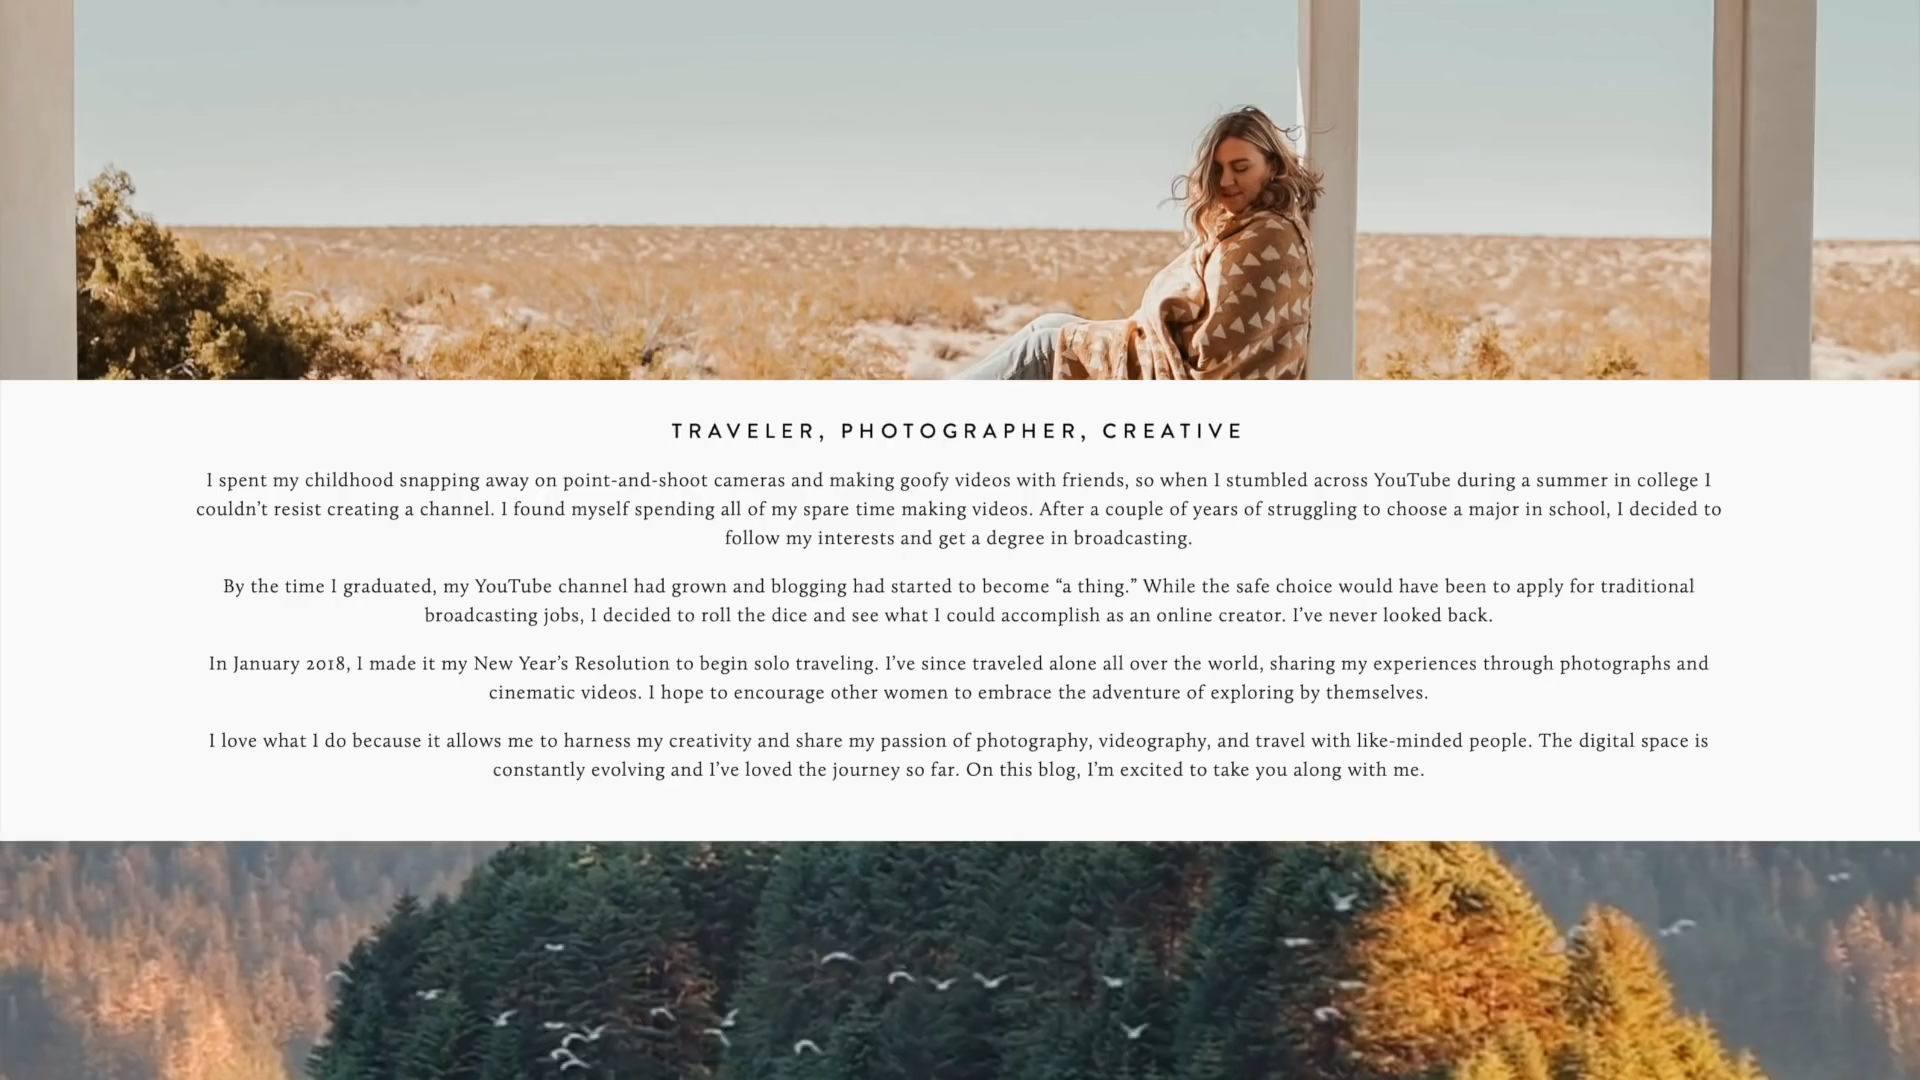 TRAVELER, PHOTOGRAPHER, CREATIVE
I spent my childhood snapping away on point-and-shoot cameras and making goofy videos with friends, so when I stumbled across YouTube during a summer in college I
couldn’t resist creating a channel. I found myself spending all of my spare time making videos. After a couple of years of struggling to choose a major in school, I decided to
follow my interests and get a degree in broadcasting.
By the time I graduated, my YouTube channel had grown and blogging had started to become “a thing.” While the safe choice would have been to apply for traditional
broadcasting jobs, I decided to roll the dice and see what I could accomplish as an online creator. I’ve never looked back.
In January 2018, I made it my New Year’s Resolution to begin solo traveling. I’ve since traveled alone all over the world, sharing my experiences through photographs and
cinematic videos. I hope to encourage other women to embrace the adventure of exploring by themselves.
I love what I do because it allows me to harness my creativity and share my passion of photography, videography, and travel with like-minded people. The digital space is
constantly evolving and I’ve loved the journey so far. On this blog, I’m excited to take you along with me.